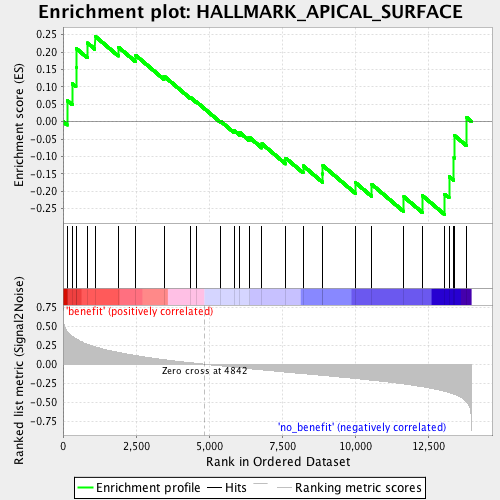 Enrichment plot: HALLMARK_APICAL_SURFACE
Enrichment score (ES)
0.25
0.20
0.15
0.10
0.05
0.00
-0.05
-0.10
-0.15
-0.20
-0.25
'benefit' (positively correlated)
Ranked list metric (Signal2Noise)
0.75
0.50
0.25
0.00
-0.25
-0.50
-0.75
Zero cross at 4842
'no_benefit' (negatively correlated)
0 2,500 5,000 7,500 10,000 12,500
Rank in Ordered Dataset
Enrichment profile Hits Ranking metric scores